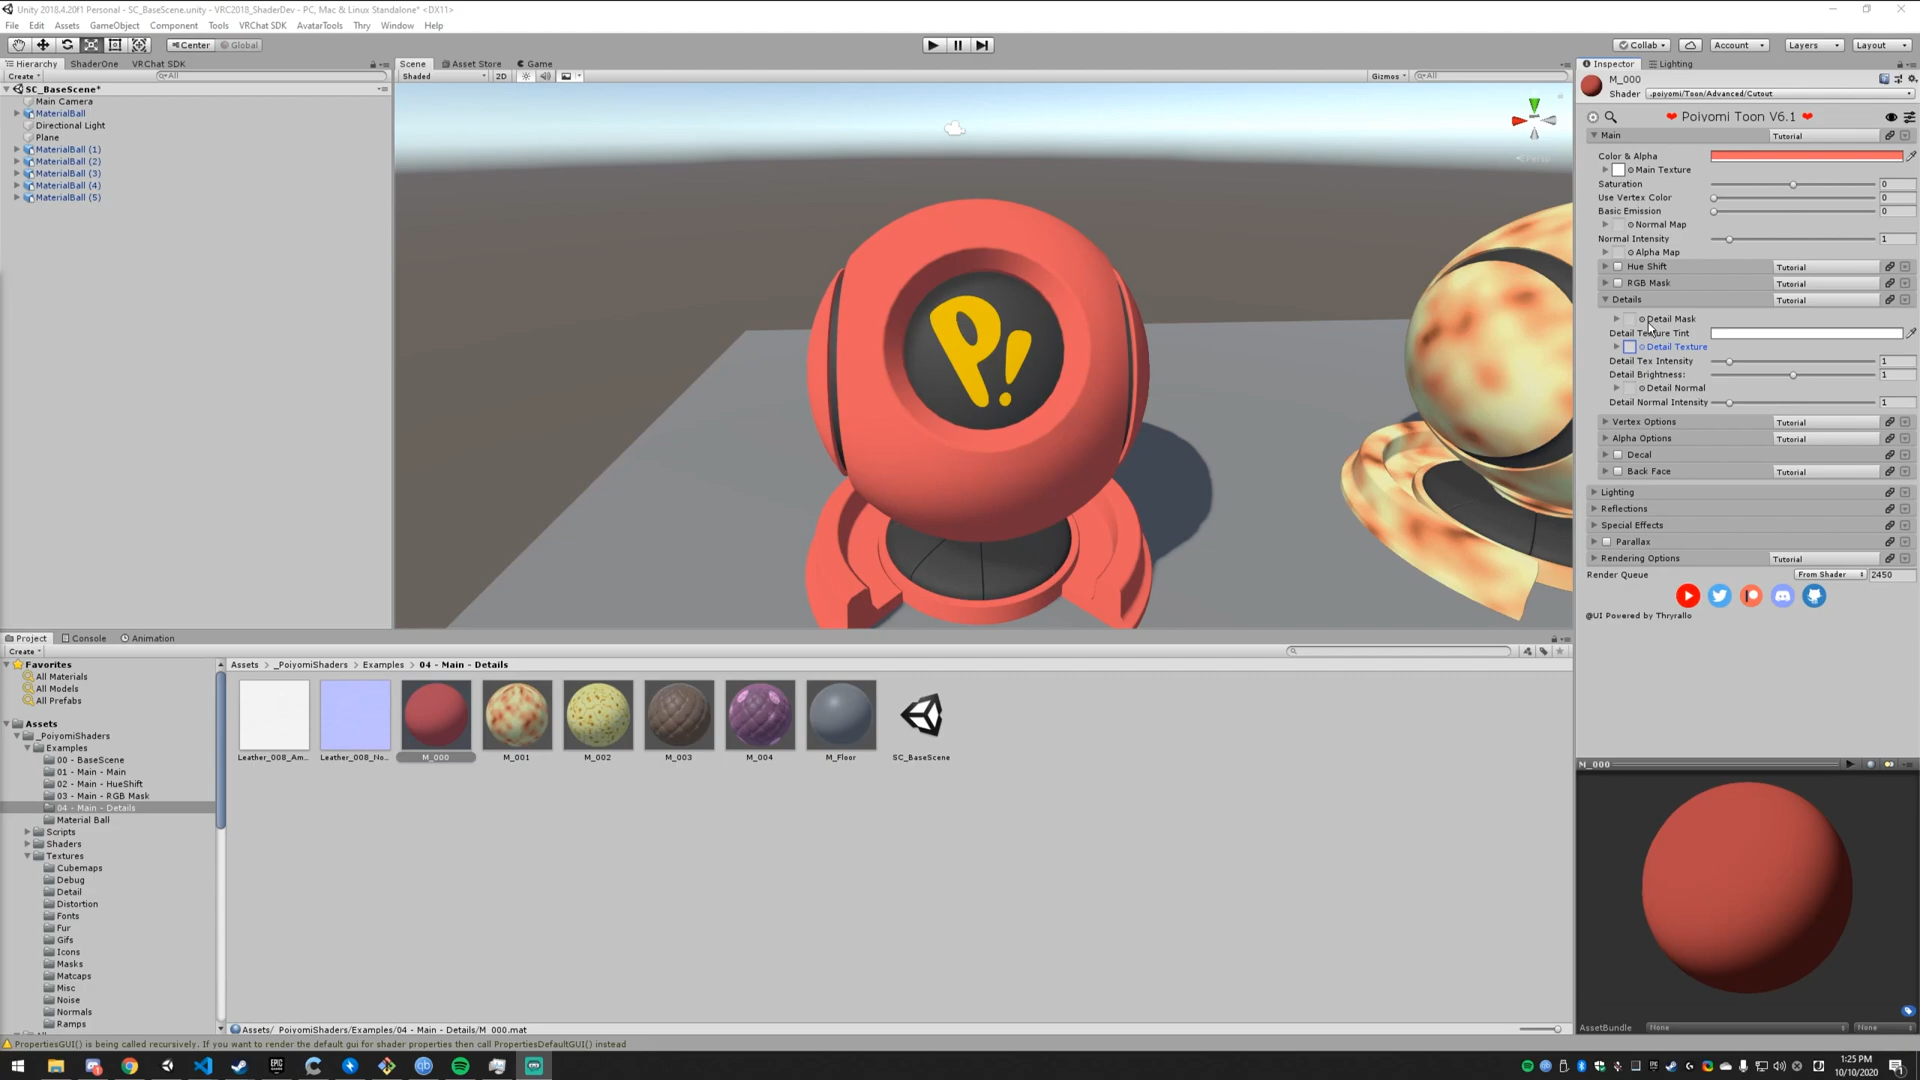 Unity 2018.4.20f1 Personal - SC_BaseScene.unity - VRC2018_ShaderDev - PC, Mac & Linux Standalone* <DX11>
File Edit Assets GameObject Component Tools VRChat SDK AvatarTools Thry Window Help
Center Global
Collab Account Layers Layout
Hierarchy ShaderOne VRChat SDK
Create All
SC_BaseScene*
Main Camera
MaterialBall
Directional Light
Plane
MaterialBall (1)
MaterialBall (2)
MaterialBall (3)
MaterialBall (4)
MaterialBall (5)
Scene Asset Store Game
Shaded 2D Gizmos All
P!
Inspector Lighting
M_000
Shader .poiyomi/Toon/Advanced/Cutout
Poiyomi Toon V6.1
Main Tutorial
Color & Alpha
Main Texture
Saturation 0
Use Vertex Color 0
Basic Emission 0
Normal Map
Normal Intensity 1
Alpha Map
Hue Shift Tutorial
RGB Mask Tutorial
Details Tutorial
Detail Mask
Detail Texture Tint
Detail Texture
Detail Tex Intensity 1
Detail Brightness: 1
Detail Normal
Detail Normal Intensity 1
Vertex Options Tutorial
Alpha Options Tutorial
Decal
Back Face Tutorial
Lighting
Reflections
Special Effects
Parallax
Rendering Options Tutorial
Render Queue From Shader 2450
@UI Powered by Thryrallo
M_000
AssetBundle None None
Project Console Animation
Create
Favorites
All Materials
All Models
All Prefabs
Assets
_PoiyomiShaders
Examples
00 - BaseScene
01 - Main - Main
02 - Main - HueShift
03 - Main - RGB Mask
04 - Main - Details
Material Ball
Scripts
Shaders
Textures
Cubemaps
Debug
Detail
Distortion
Fonts
Fur
Gifs
Icons
Masks
Matcaps
Misc
Noise
Normals
Ramps
Assets > _PoiyomiShaders > Examples > 04 - Main - Details
Leather_008_Am... Leather_008_No... M_000 M_001 M_002 M_003 M_004 M_Floor SC_BaseScene
Assets/_PoiyomiShaders/Examples/04 - Main - Details/M_000.mat
PropertiesGUI() is being called recursively. If you want to render the default gui for shader properties then call PropertiesDefaultGUI() instead
1:25 PM
10/10/2020